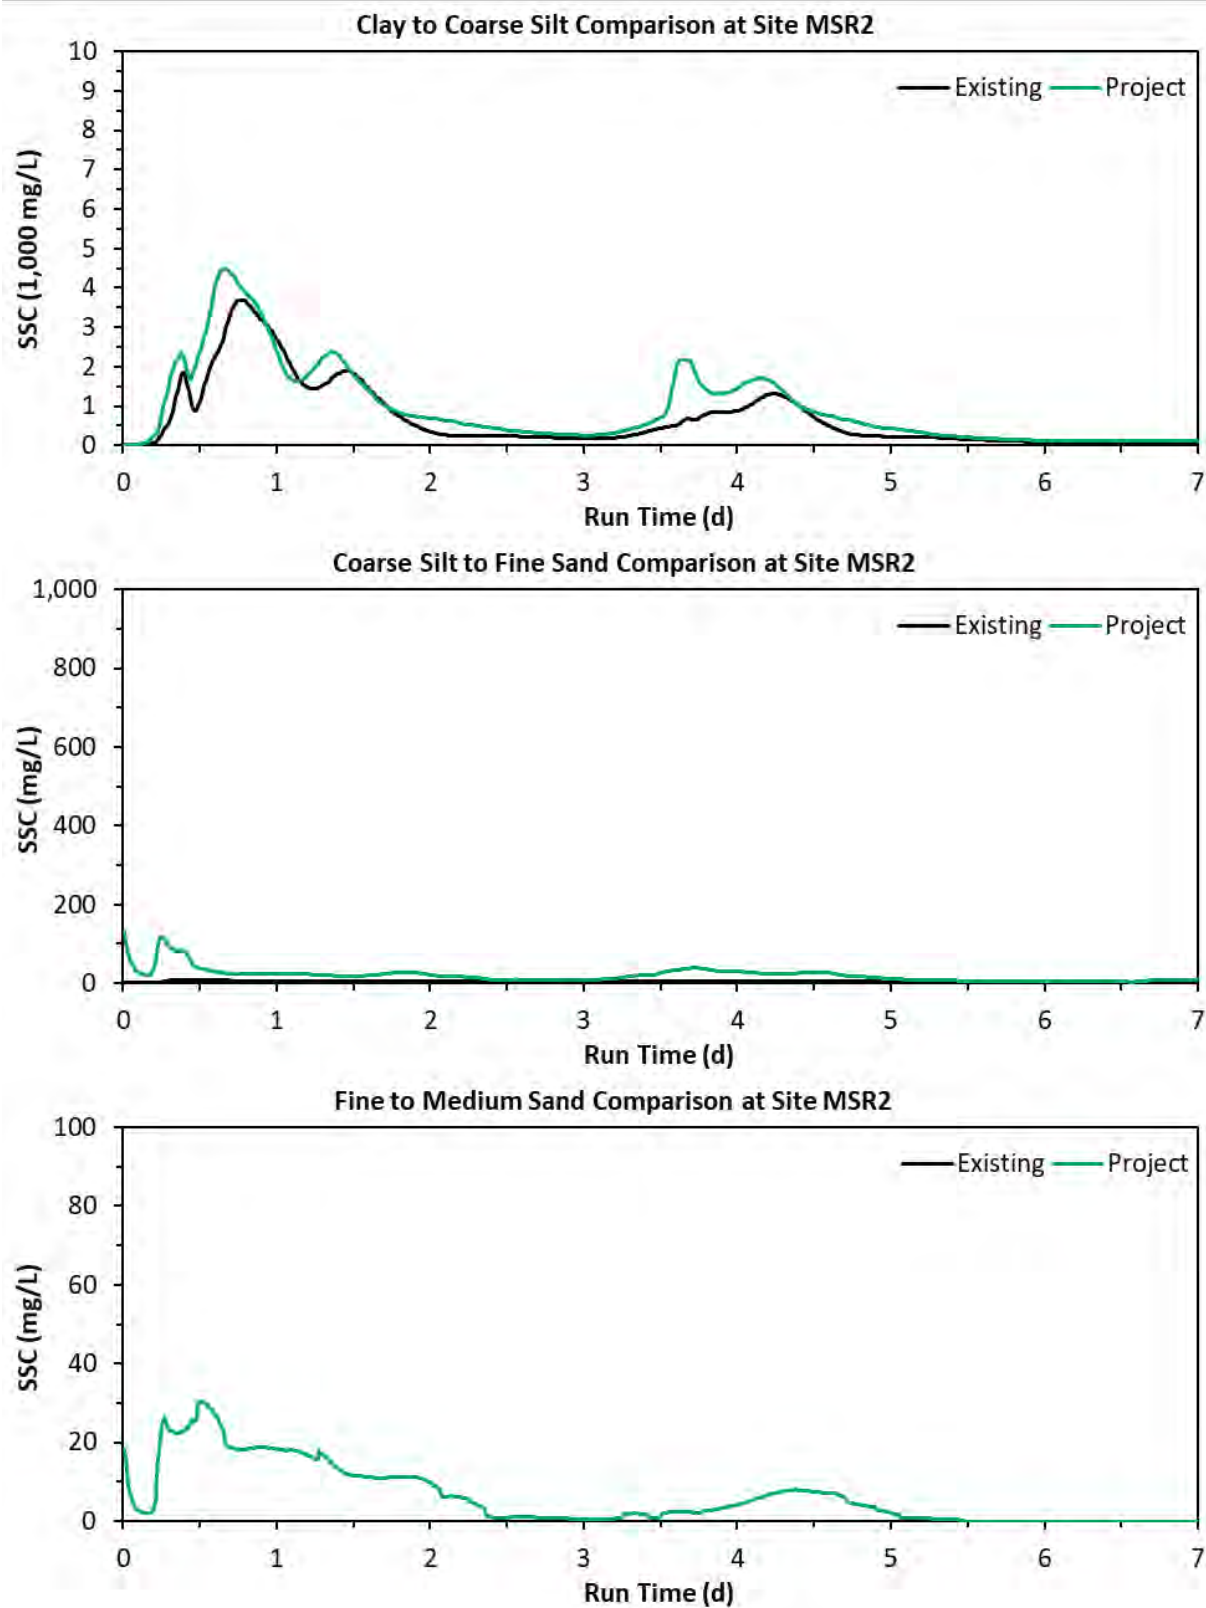 Clay to Coarse Silt Comparison at Site MSR2
10
9
8
7
6
5
4
3
2
1
0
SSC (1,000 mg/L)
Existing Project
0 1 2 3 4 5 6 7
Run Time (d)
Coarse Silt to Fine Sand Comparison at Site MSR2
1,000
800
600
400
200
0
SSC (mg/L)
Existing Project
0 1 2 3 4 5 6 7
Run Time (d)
Fine to Medium Sand Comparison at Site MSR2
100
80
60
40
20
0
SSC (mg/L)
Existing Project
0 1 2 3 4 5 6 7
Run Time (d)